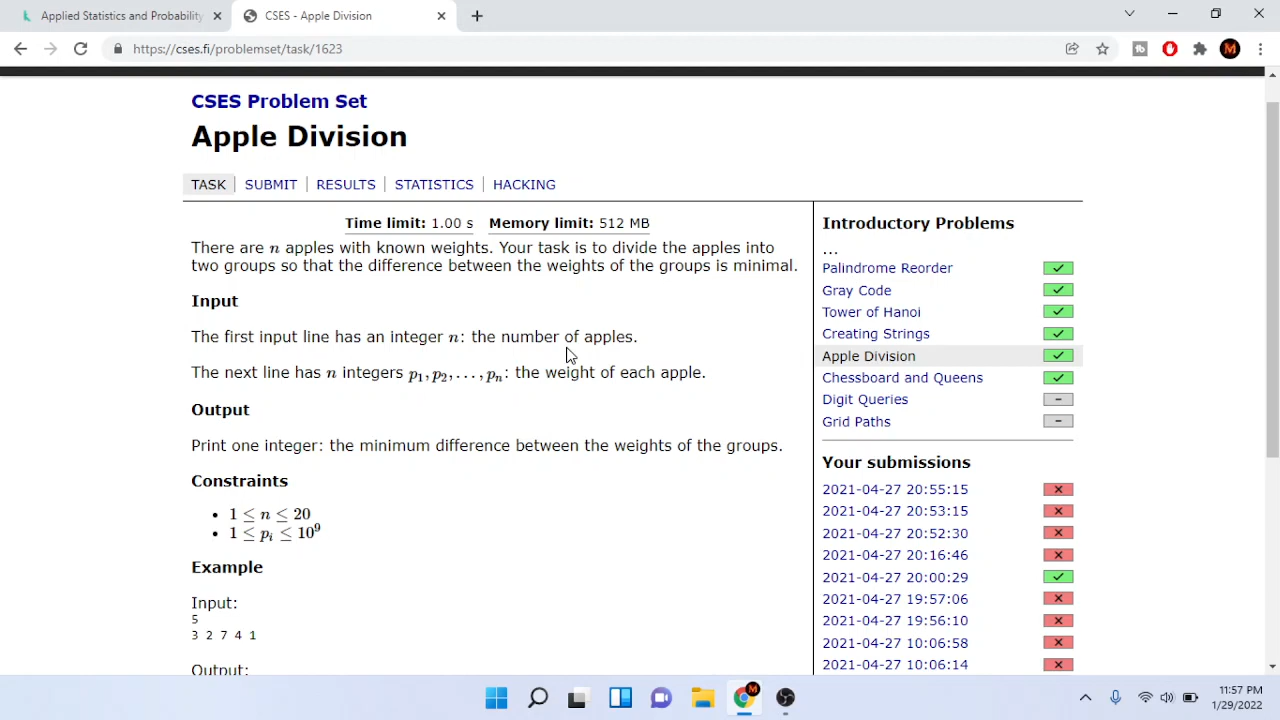 Applied Statistics and Probability
CSES - Apple Division
https://cses.fi/problemset/task/1623
CSES Problem Set
Apple Division
TASK
SUBMIT
RESULTS
STATISTICS
HACKING
Time limit: 1.00 s Memory limit: 512 MB
There are n apples with known weights. Your task is to divide the apples into
two groups so that the difference between the weights of the groups is minimal.
Input
The first input line has an integer n: the number of apples.
The next line has n integers p₁, p₂, …, pₙ: the weight of each apple.
Output
Print one integer: the minimum difference between the weights of the groups.
Constraints
• 1 ≤ n ≤ 20
• 1 ≤ pᵢ ≤ 10⁹
Example
Input:
5
3 2 7 4 1
Output:
Introductory Problems
...
Palindrome Reorder
Gray Code
Tower of Hanoi
Creating Strings
Apple Division
Chessboard and Queens
Digit Queries
Grid Paths
Your submissions
2021-04-27 20:55:15
2021-04-27 20:53:15
2021-04-27 20:52:30
2021-04-27 20:16:46
2021-04-27 20:00:29
2021-04-27 19:57:06
2021-04-27 19:56:10
2021-04-27 10:06:58
2021-04-27 10:06:14
11:57 PM
1/29/2022